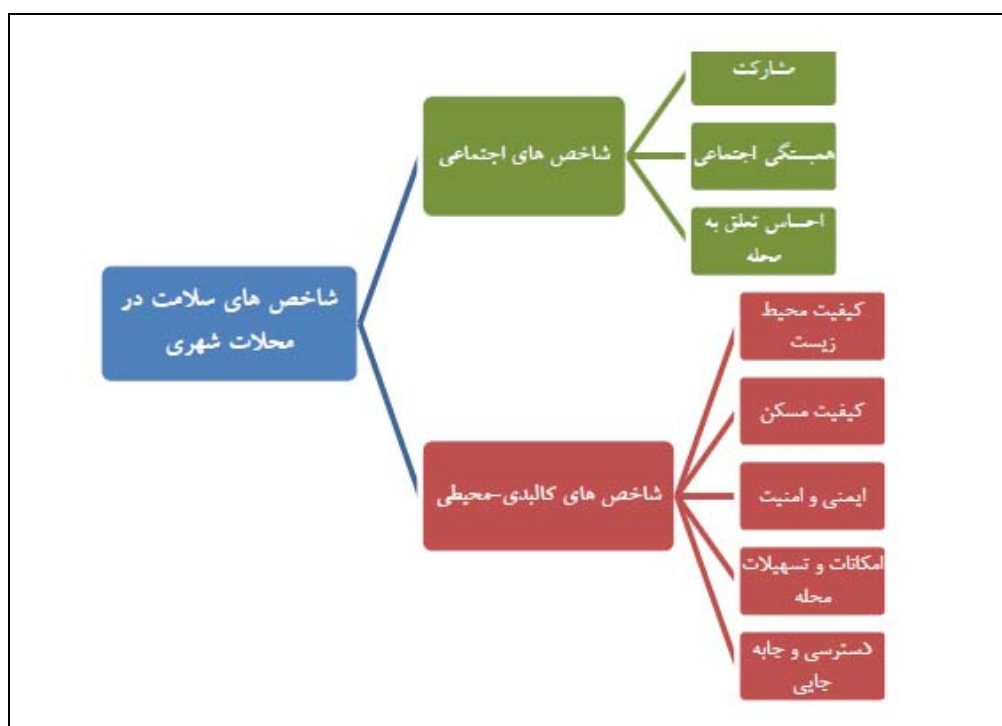 شاخص های سلامت در
محلات شهری
شاخص های اجتماعی
مشارکت
همبستگی اجتماعی
احساس تعلق به
محله
شاخص های کالبدی-محیطی
کیفیت محیط
زیست
کیفیت مسکن
ایمنی و امنیت
امکانات و تسهیلات
محله
دسترسی و جابه
جایی